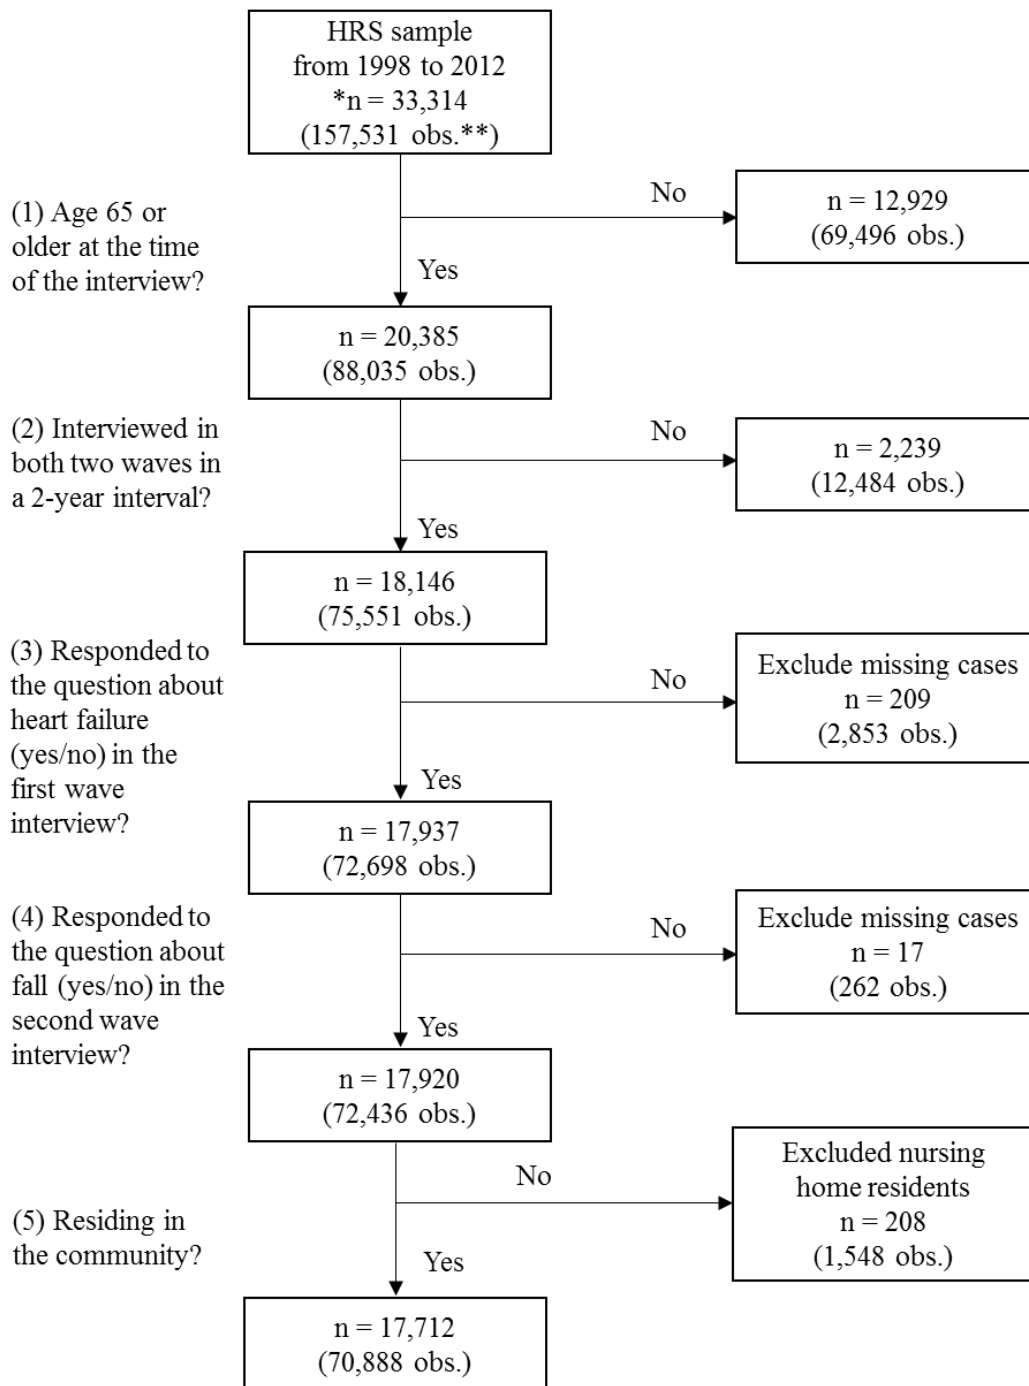 HRS sample
from 1998 to 2012
*n = 33,314
(157,531 obs.**)
(1) Age 65 or
older at the time
of the interview?
No
n = 12,929
(69,496 obs.)
Yes
n = 20,385
(88,035 obs.)
(2) Interviewed in
both two waves in
a 2-year interval?
No
n = 2,239
(12,484 obs.)
Yes
n = 18,146
(75,551 obs.)
(3) Responded to
the question about
heart failure
(yes/no) in the
first wave
interview?
No
Exclude missing cases
n = 209
(2,853 obs.)
Yes
n = 17,937
(72,698 obs.)
(4) Responded to
the question about
fall (yes/no) in the
second wave
interview?
No
Exclude missing cases
n = 17
(262 obs.)
Yes
n = 17,920
(72,436 obs.)
(5) Residing in
the community?
No
Excluded nursing
home residents
n = 208
(1,548 obs.)
Yes
n = 17,712
(70,888 obs.)